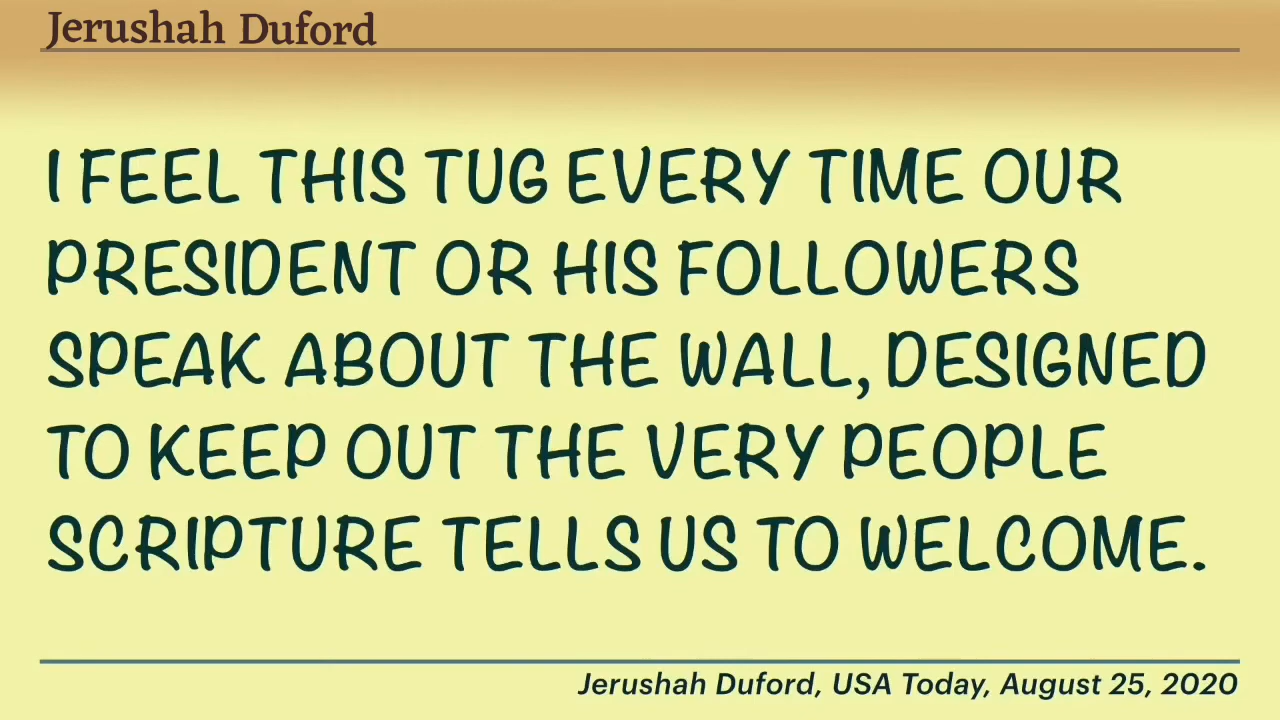 Jerushah Duford
I FEEL THIS TUG EVERY TIME OUR
PRESIDENT OR HIS FOLLOWERS
SPEAK ABOUT THE WALL, DESIGNED
TO KEEP OUT THE VERY PEOPLE
SCRIPTURE TELLS US TO WELCOME.
Jerushah Duford, USA Today, August 25, 2020